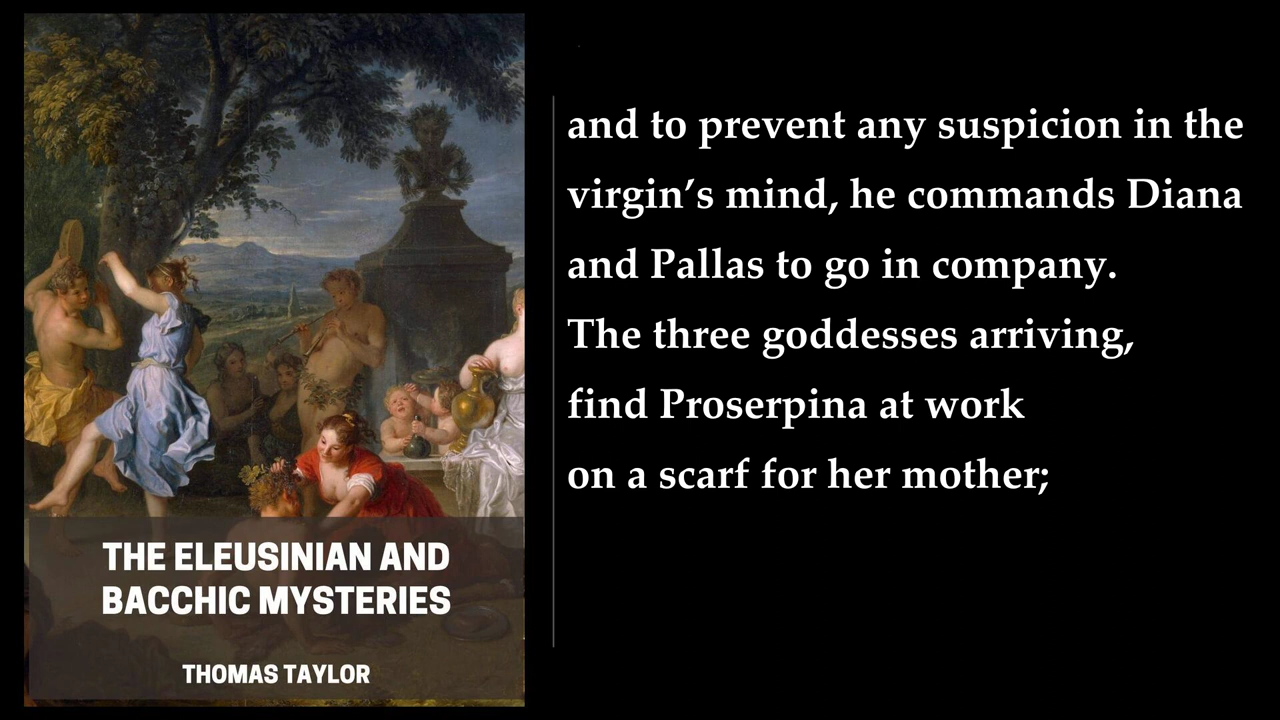 and to prevent any suspicion in the
virgin’s mind, he commands Diana
and Pallas to go in company.
The three goddesses arriving,
find Proserpina at work
on a scarf for her mother;
THE ELEUSINIAN AND
BACCHIC MYSTERIES
THOMAS TAYLOR